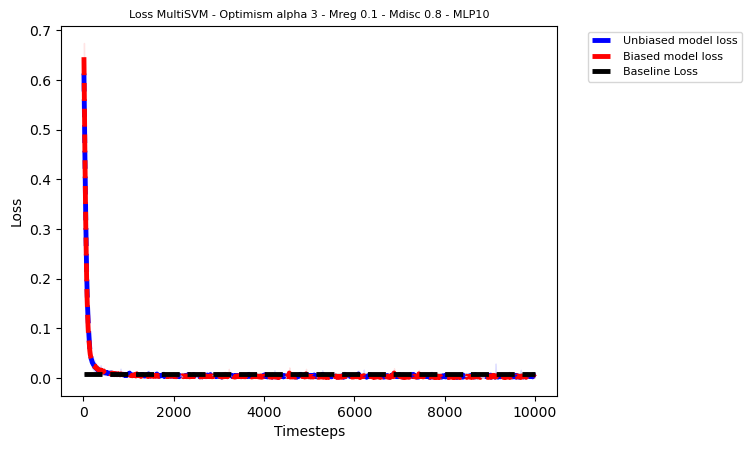 Loss MultiSVM - Optimism alpha 3 - Mreg 0.1 - Mdisc 0.8 - MLP10
Unbiased model loss
Biased model loss
Baseline Loss
Loss
0.7
0.6
0.5
0.4
0.3
0.2
0.1
0.0
0
2000
4000
6000
8000
10000
Timesteps